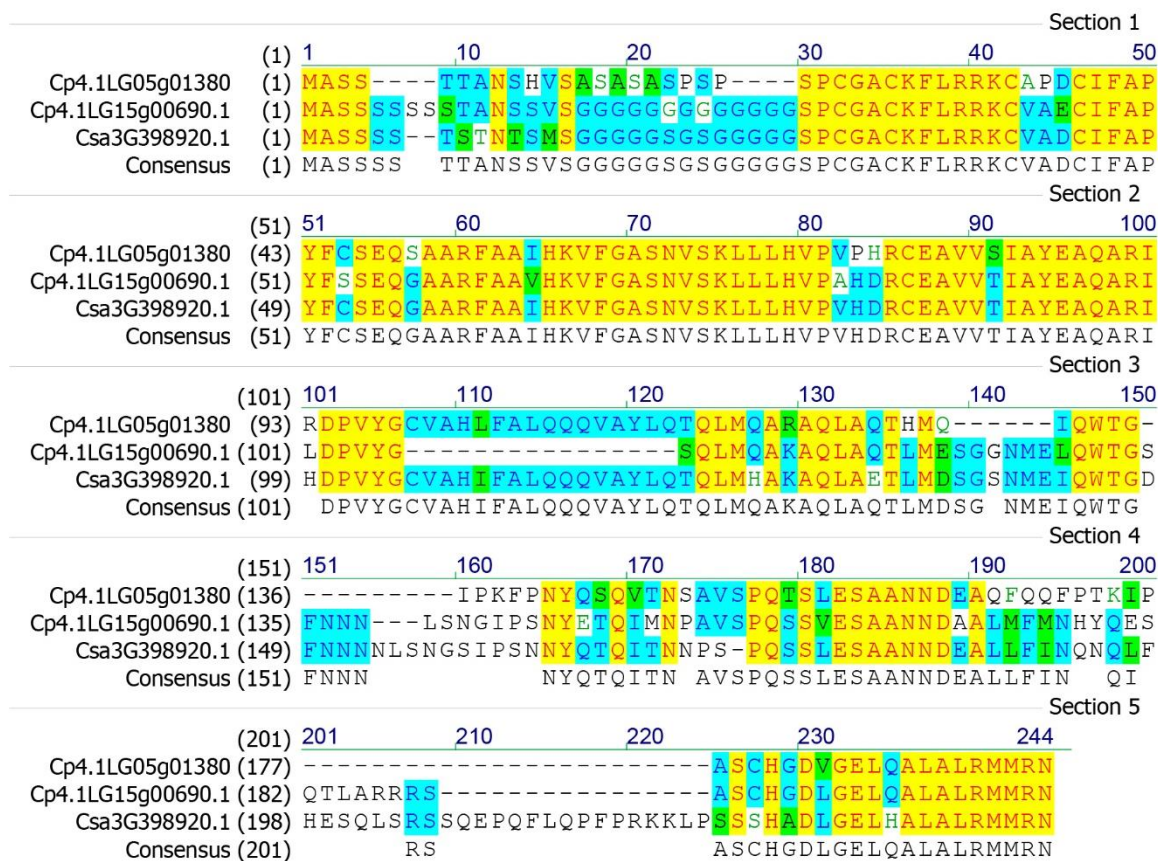 Section 1
(1) 1 10 20 30 40 50
Cp4.1LG05g01380 (1) MASS----TTANSHVSASASASPSP----SPCGACKFLRRKCAPDCIFAP
Cp4.1LG15g00690.1 (1) MASSSSSSSTANSSVSGGGGGGGGGGGGGSPCGACKFLRRKCVAECIFAP
Csa3G398920.1 (1) MASSSS--TSTNTSMSGGGGGSGSGGGGGSPCGACKFLRRKCVADCIFAP
Consensus (1) MASSSS  TTANSSVSGGGGGSGSGGGGGSPCGACKFLRRKCVADCIFAP
Section 2
(51) 51 60 70 80 90 100
Cp4.1LG05g01380 (43) YFCSEQSAARFAAIHKVFGASNVSKLLLHVPVPHRCEAVVSIAYEAQARI
Cp4.1LG15g00690.1 (51) YFSSEQGAARFAAVHKVFGASNVSKLLLHVPAHDRCEAVVTIAYEAQARI
Csa3G398920.1 (49) YFCSEQGAARFAAIHKVFGASNVSKLLLHVPVHDRCEAVVTIAYEAQARI
Consensus (51) YFCSEQGAARFAAIHKVFGASNVSKLLLHVPVHDRCEAVVTIAYEAQARI
Section 3
(101) 101 110 120 130 140 150
Cp4.1LG05g01380 (93) RDPVYGCVAHLFALQQQVAYLQTQLMQARAQLAQTHMQ------IQWTG-
Cp4.1LG15g00690.1 (101) LDPVYG----------------SQLMQAKAQLAQTLMESGGNMELQWTGS
Csa3G398920.1 (99) HDPVYGCVAHIFALQQQVAYLQTQLMHAKAQLAETLMDSGSNMEIQWTGD
Consensus (101)  DPVYGCVAHIFALQQQVAYLQTQLMQAKAQLAQTLMDSG NMEIQWTG
Section 4
(151) 151 160 170 180 190 200
Cp4.1LG05g01380 (136) ---------IPKFPNYQSQVTNSAVSPQTSLESAANNDEAQFQQFPTKIP
Cp4.1LG15g00690.1 (135) FNNN---LSNGIPSNYETQIMNPAVSPQSSVESAANNDAALMFMNHYQES
Csa3G398920.1 (149) FNNNNLSNGSIPSNNYQTQITNNPS-PQSSLESAANNDEALLFINQNQLF
Consensus (151) FNNN          NYQTQITN AVSPQSSLESAANNDEALLFIN  QI
Section 5
(201) 201 210 220 230 244
Cp4.1LG05g01380 (177) ------------------------ASCHGDVGELQALALRMMRN
Cp4.1LG15g00690.1 (182) QTLARRRS----------------ASCHGDLGELQALALRMMRN
Csa3G398920.1 (198) HESQLSRSSQEPQFLQPFPRKKLPSSSHADLGELHALALRMMRN
Consensus (201)       RS                ASCHGDLGELQALALRMMRN